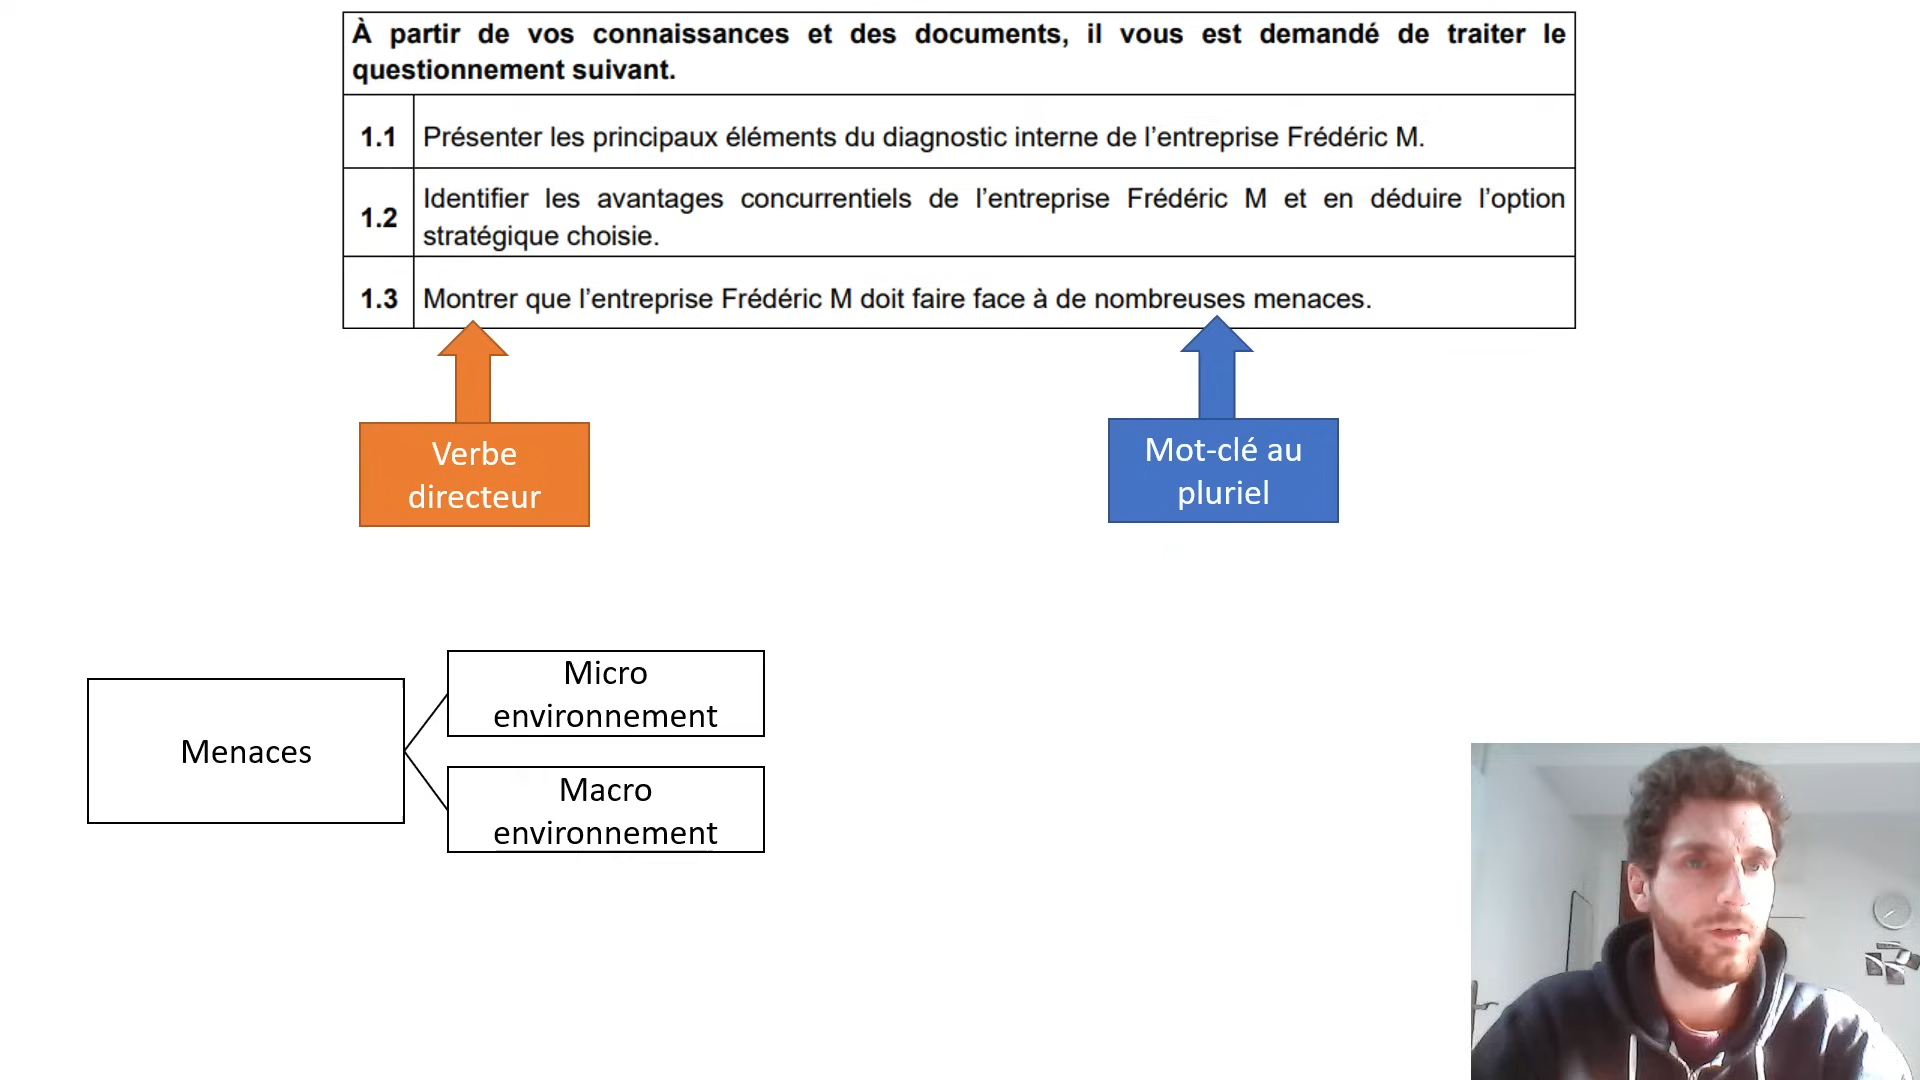 À partir de vos connaissances et des documents, il vous est demandé de traiter le
questionnement suivant.
1.1 Présenter les principaux éléments du diagnostic interne de l’entreprise Frédéric M.
1.2 Identifier les avantages concurrentiels de l’entreprise Frédéric M et en déduire l’option
stratégique choisie.
1.3 Montrer que l’entreprise Frédéric M doit faire face à de nombreuses menaces.
Verbe
directeur
Mot-clé au
pluriel
Menaces
Micro
environnement
Macro
environnement